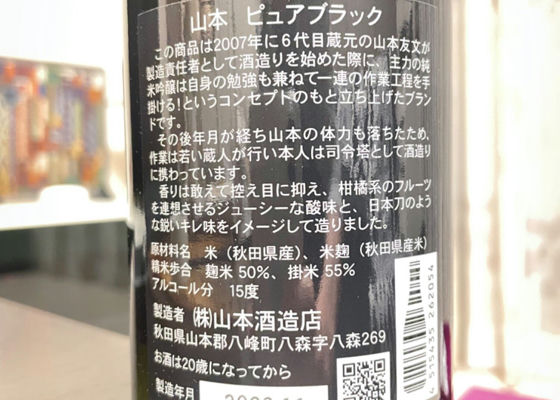 山本 ピュアブラック
この商品は2007年に6代目蔵元の山本友文が
製造責任者として酒造りを始めた際に、主力の純
米吟醸は自身の勉強も兼ねて一連の作業工程を手
掛ける！というコンセプトのもと立ち上げたブラン
ドです。
その後年月が経ち山本の体力も落ちたため、
作業は若い蔵人が行い本人は司令塔として酒造り
に携わっています。
香りは敢えて控え目に抑え、柑橘系のフルーツ
を連想させるジューシーな酸味と、日本刀のよう
な鋭いキレ味をイメージして造りました。
原材料名 米（秋田県産）、米麹（秋田県産米）
精米歩合 麹米50%、掛米55%
アルコール分 15度
製造者 ㈱山本酒造店
秋田県山本郡八峰町八森字八森269
お酒は20歳になってから
製造年月
4 515435 262054